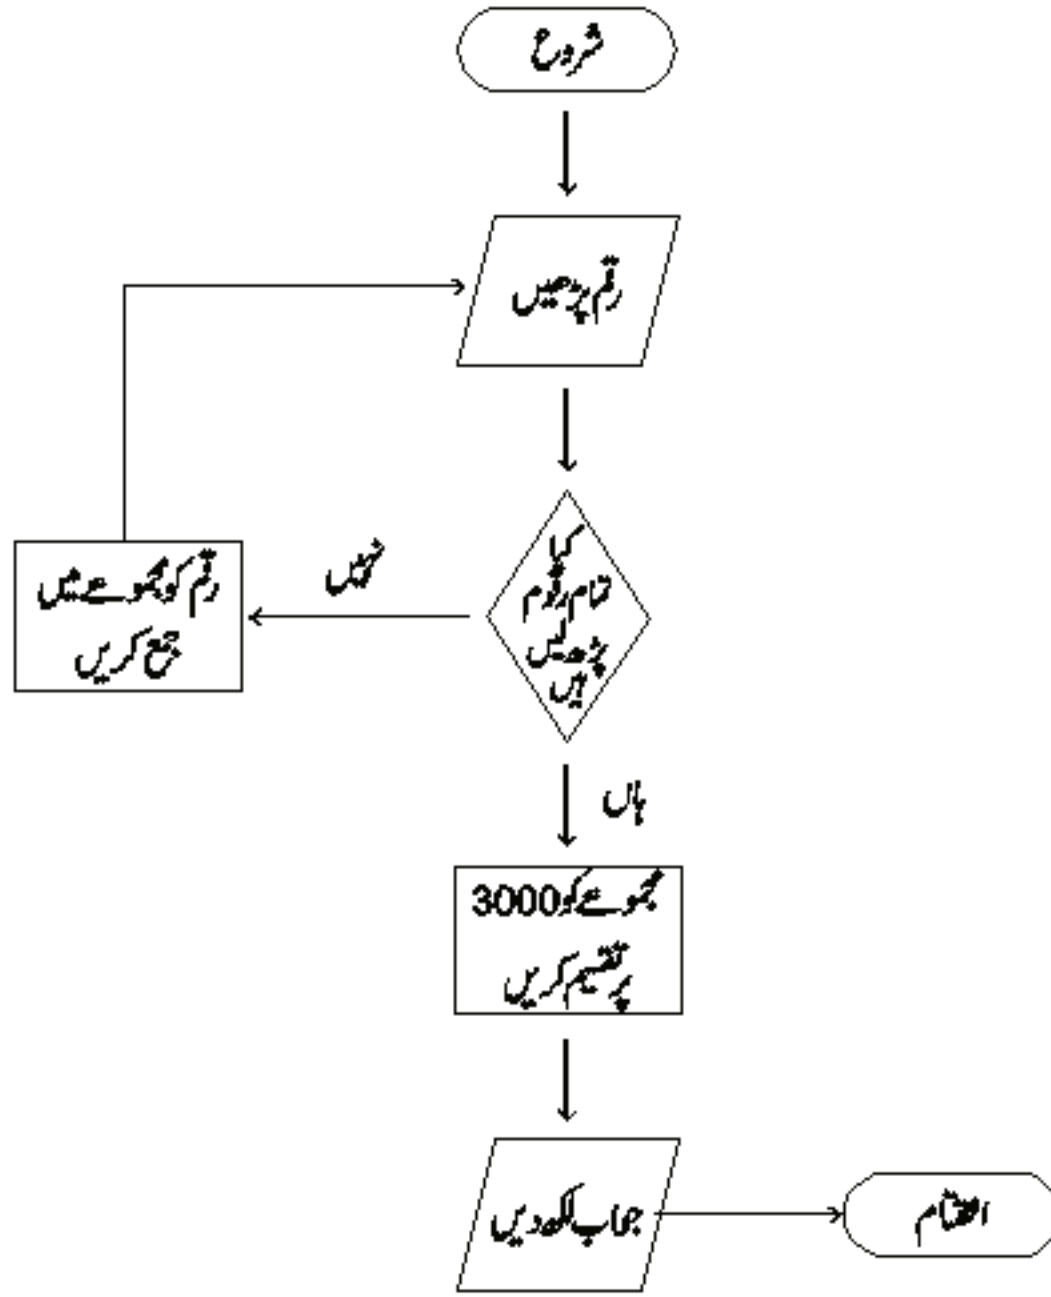 شروع
رقم پڑھیں
کیا
تمام رقوم
پڑھ لیں
ہیں
نہیں
رقم کو مجموعے میں
جمع کریں
ہاں
مجموعے کو 3000
پر تقسیم کریں
جواب لکھ دیں
اختتام